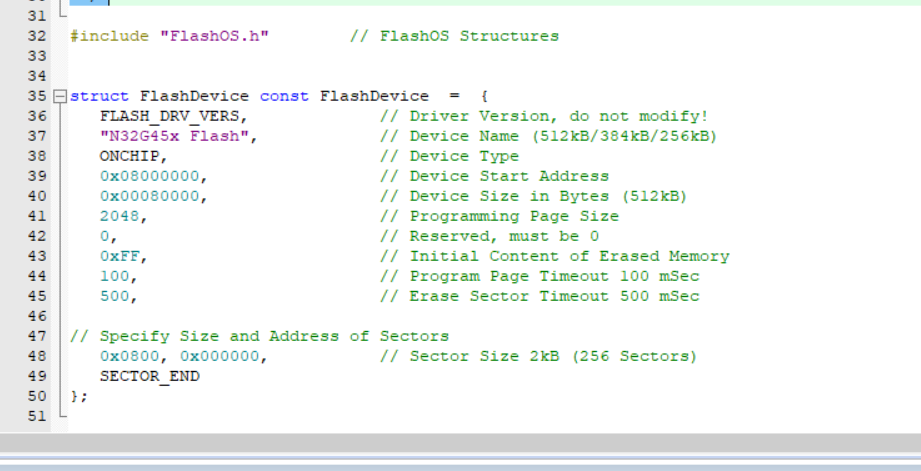 31
32 #include "FlashOS.h"        // FlashOS Structures
33
34
35 struct FlashDevice const FlashDevice  =  {
36    FLASH_DRV_VERS,             // Driver Version, do not modify!
37    "N32G45x Flash",            // Device Name (512kB/384kB/256kB)
38    ONCHIP,                     // Device Type
39    0x08000000,                 // Device Start Address
40    0x00080000,                 // Device Size in Bytes (512kB)
41    2048,                       // Programming Page Size
42    0,                          // Reserved, must be 0
43    0xFF,                       // Initial Content of Erased Memory
44    100,                        // Program Page Timeout 100 mSec
45    500,                        // Erase Sector Timeout 500 mSec
46
47 // Specify Size and Address of Sectors
48    0x0800, 0x000000,           // Sector Size 2kB (256 Sectors)
49    SECTOR_END
50 };
51